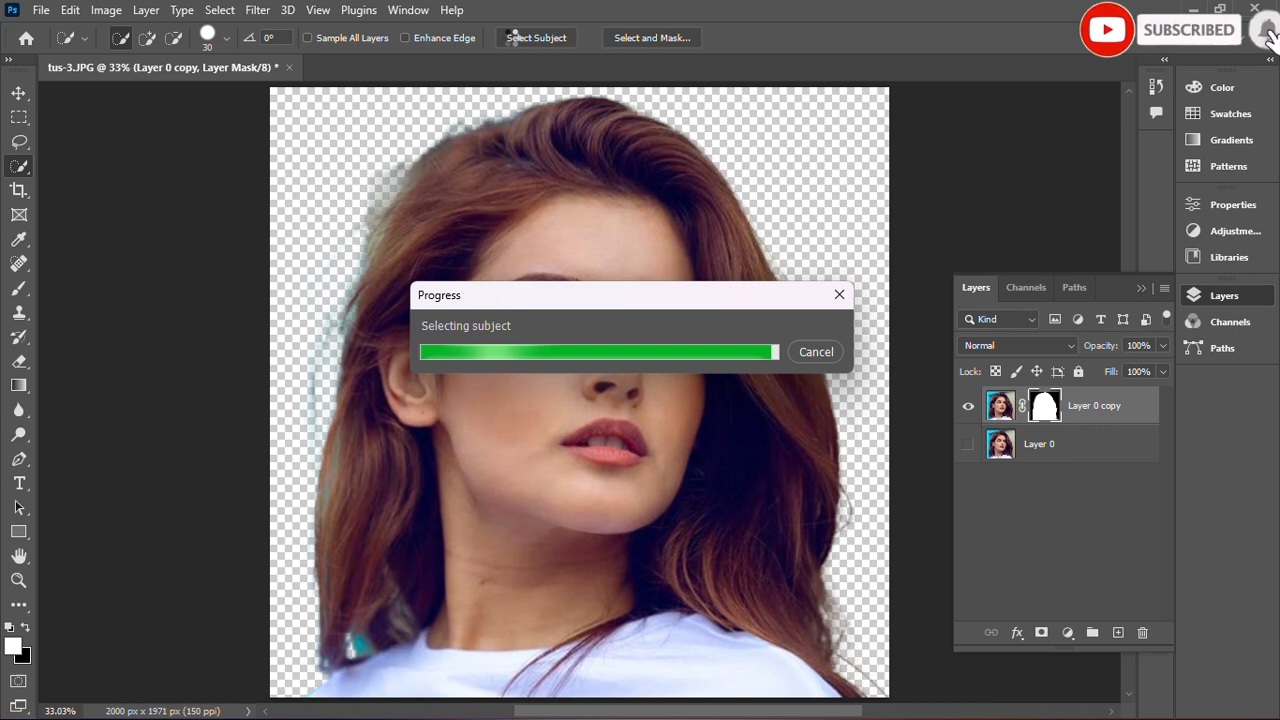 Ps File Edit Image Layer Type Select Filter 3D View Plugins Window Help
30 0° Sample All Layers Enhance Edge Select Subject Select and Mask... SUBSCRIBED
tus-3.JPG @ 33% (Layer 0 copy, Layer Mask/8) *
Color
Swatches
Gradients
Patterns
Properties
Adjustme...
Libraries
Layers
Channels
Paths
Progress
Selecting subject
Cancel
Layers Channels Paths
Kind
Normal Opacity: 100%
Lock: Fill: 100%
Layer 0 copy
Layer 0
33.03% 2000 px x 1971 px (150 ppi)